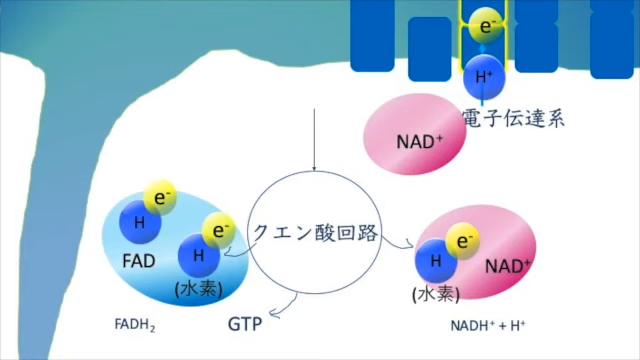 e⁻
H⁺
電子伝達系
NAD⁺
e⁻
H
e⁻
H
FAD
(水素)
クエン酸回路
e⁻
H
NAD⁺
(水素)
FADH₂
GTP
NADH⁺ + H⁺